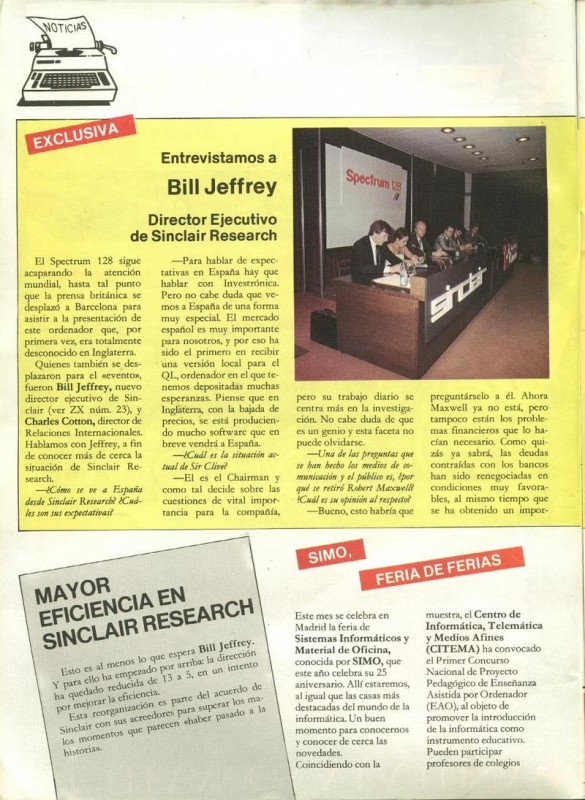 NOTICIAS
EXCLUSIVA
Entrevistamos a
Bill Jeffrey
Director Ejecutivo
de Sinclair Research
El Spectrum 128 sigue
acaparando la atención
mundial, hasta tal punto
que la prensa británica se
desplazó a Barcelona para
asistir a la presentación de
este ordenador que, por
primera vez, era totalmente
desconocido en Inglaterra.
Quienes también se des-
plazaron para el «evento»,
fueron Bill Jeffrey, nuevo
director ejecutivo de Sin-
clair (ver ZX núm. 23), y
Charles Cotton, director de
Relaciones Internacionales.
Hablamos con Jeffrey, a fin
de conocer más de cerca la
situación de Sinclair Re-
search.
—¿Cómo se ve a España
desde Sinclair Research? ¿Cuá-
les son sus expectativas?
—Para hablar de expec-
tativas en España hay que
hablar con Investrónica.
Pero no cabe duda que ve-
mos a España de una forma
muy especial. El mercado
español es muy importante
para nosotros, y por eso ha
sido el primero en recibir
una versión local para el
QL, ordenador en el que te-
nemos depositadas muchas
esperanzas. Piense que en
Inglaterra, con la bajada de
precios, se está producien-
do mucho software que en
breve vendrá a España.
—¿Cuál es la situación ac-
tual de Sir Clive?
—El es el Chairman y
como tal decide sobre las
cuestiones de vital impor-
tancia para la compañía,
Spectrum 128
sinclair
pero su trabajo diario se
centra más en la investiga-
ción. No cabe duda de que
es un genio y esta faceta no
puede olvidarse.
—Una de las preguntas que
se han hecho los medios de co-
municación y el público es, ¿por
qué se retiró Robert Maxwell?
¿Cuál es su opinión al respecto?
—Bueno, esto habría que
preguntárselo a él. Ahora
Maxwell ya no está, pero
tampoco están los proble-
mas financieros que lo ha-
cían necesario. Como qui-
zás ya sabrá, las deudas
contraídas con los bancos
han sido renegociadas en
condiciones muy favora-
bles, al mismo tiempo que
se ha obtenido un impor-
MAYOR
EFICIENCIA EN
SINCLAIR RESEARCH
Esto es al menos lo que espera Bill Jeffrey.
Y para ello ha empezado por arriba: la dirección
ha quedado reducida de 13 a 5, en un intento
por mejorar la eficiencia.
Esta reorganización es parte del acuerdo de
Sinclair con sus acreedores para superar los ma-
los momentos que parecen «haber pasado a la
historia».
SIMO,
FERIA DE FERIAS
Este mes se celebra en
Madrid la feria de
Sistemas Informáticos y
Material de Oficina,
conocida por SIMO, que
este año celebra su 25
aniversario. Allí estaremos,
al igual que las casas más
destacadas del mundo de la
informática. Un buen
momento para conocernos
y conocer de cerca las
novedades.
Coincidiendo con la
muestra, el Centro de
Informática, Telemática
y Medios Afines
(CITEMA) ha convocado
el Primer Concurso
Nacional de Proyecto
Pedagógico de Enseñanza
Asistida por Ordenador
(EAO), al objeto de
promover la introducción
de la informática como
instrumento educativo.
Pueden participar
profesores de colegios